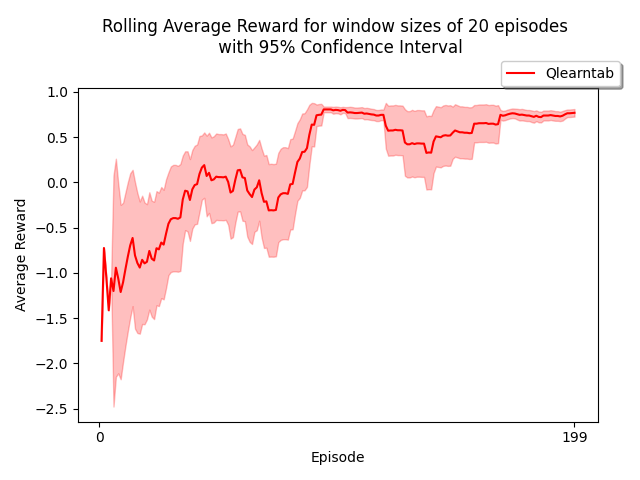 Rolling Average Reward for window sizes of 20 episodes
with 95% Confidence Interval
Qlearntab
1.0
0.5
0.0
−0.5
−1.0
−1.5
−2.0
−2.5
Average Reward
0
199
Episode